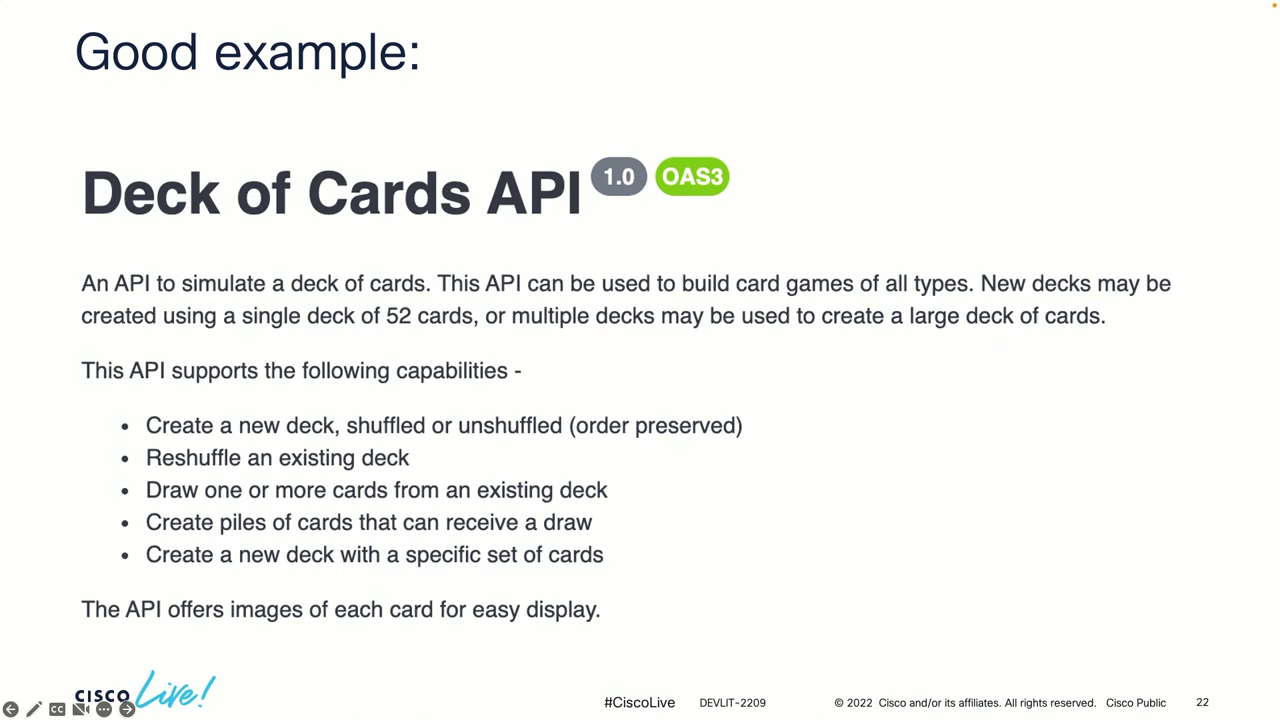 Good example:
Deck of Cards API 1.0 OAS3
An API to simulate a deck of cards. This API can be used to build card games of all types. New decks may be
created using a single deck of 52 cards, or multiple decks may be used to create a large deck of cards.
This API supports the following capabilities -
• Create a new deck, shuffled or unshuffled (order preserved)
• Reshuffle an existing deck
• Draw one or more cards from an existing deck
• Create piles of cards that can receive a draw
• Create a new deck with a specific set of cards
The API offers images of each card for easy display.
CISCO Live!
CC
#CiscoLive DEVLIT-2209 © 2022 Cisco and/or its affiliates. All rights reserved. Cisco Public 22